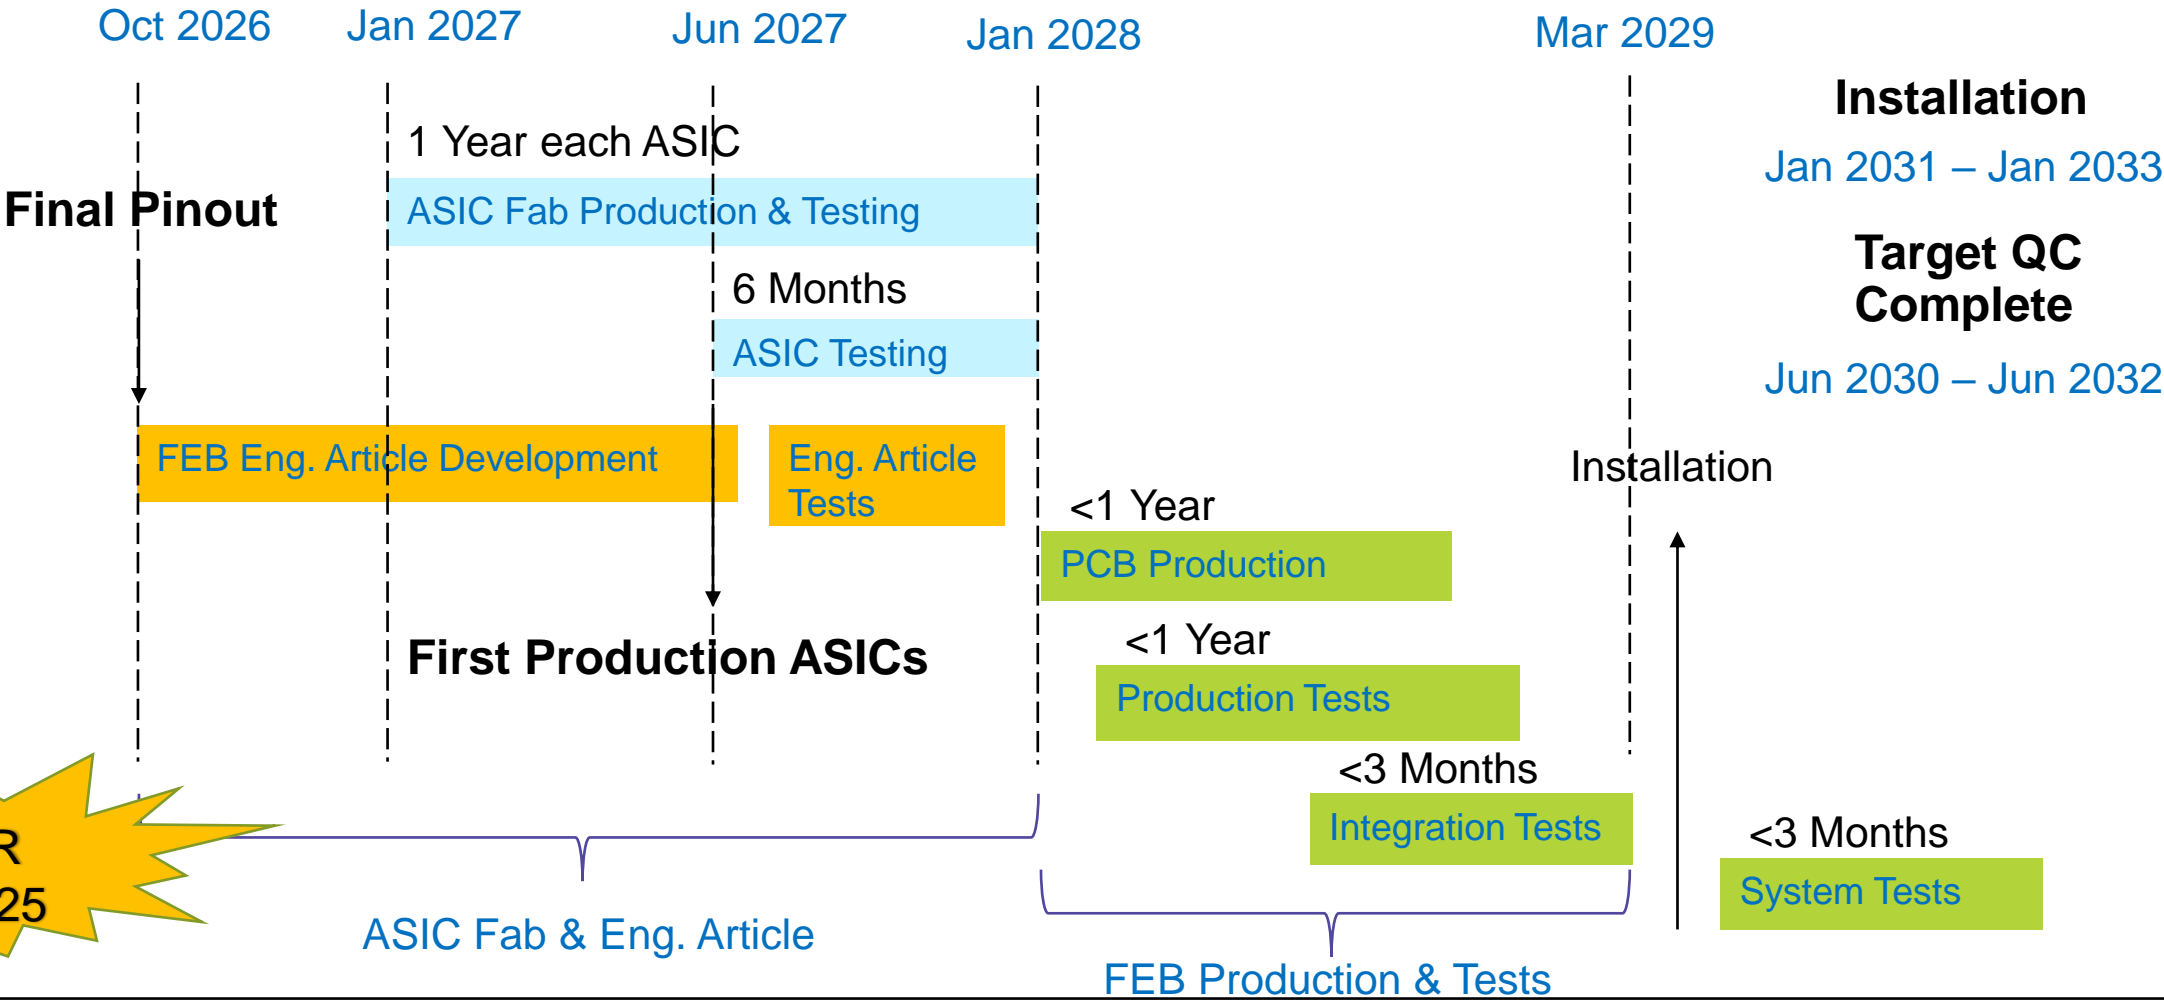 Oct 2026
Jan 2027
Jun 2027
Jan 2028
Mar 2029
Installation
Jan 2031 – Jan 2033
Target QC
Complete
Jun 2030 – Jun 2032
1 Year each ASIC
Final Pinout
ASIC Fab Production & Testing
6 Months
ASIC Testing
FEB Eng. Article Development
Eng. Article
Tests
Installation
<1 Year
PCB Production
First Production ASICs
<1 Year
Production Tests
<3 Months
Integration Tests
<3 Months
System Tests
R
25
ASIC Fab & Eng. Article
FEB Production & Tests